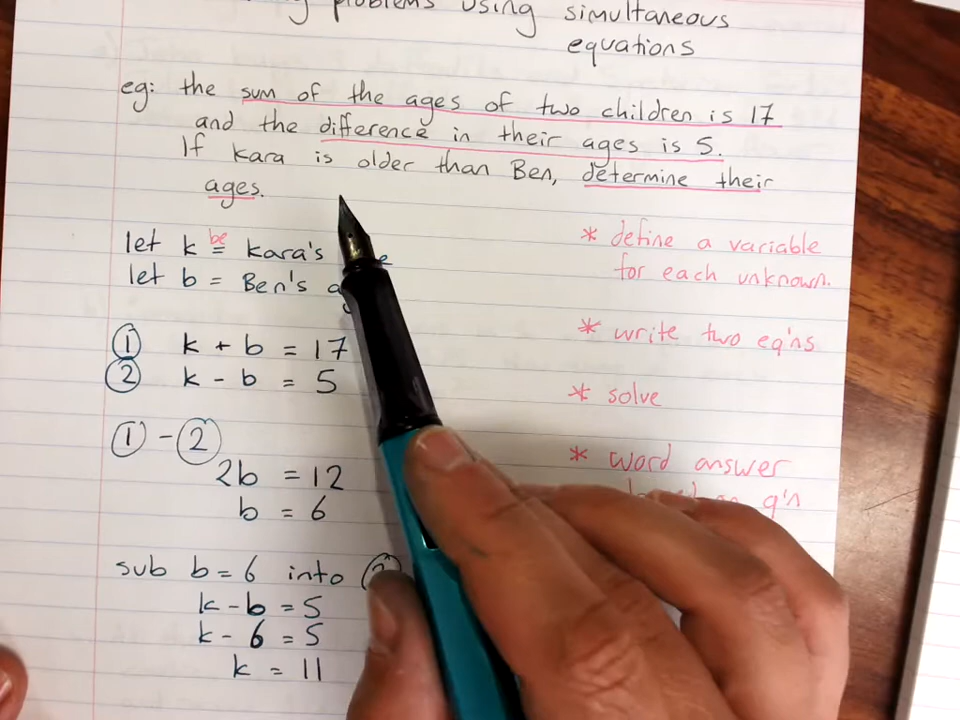 problems using simultaneous
equations
eg: the sum of the ages of two children is 17
and the difference in their ages is 5.
If kara is older than Ben, determine their
ages.
let k be = kara's
let b = Ben's
* define a variable
for each unknown.
① k + b = 17
② k - b = 5
* write two eq'ns
* solve
① - ②
2b = 12
b = 6
* word answer
q'n
sub b = 6 into
k - b = 5
k - 6 = 5
k = 11